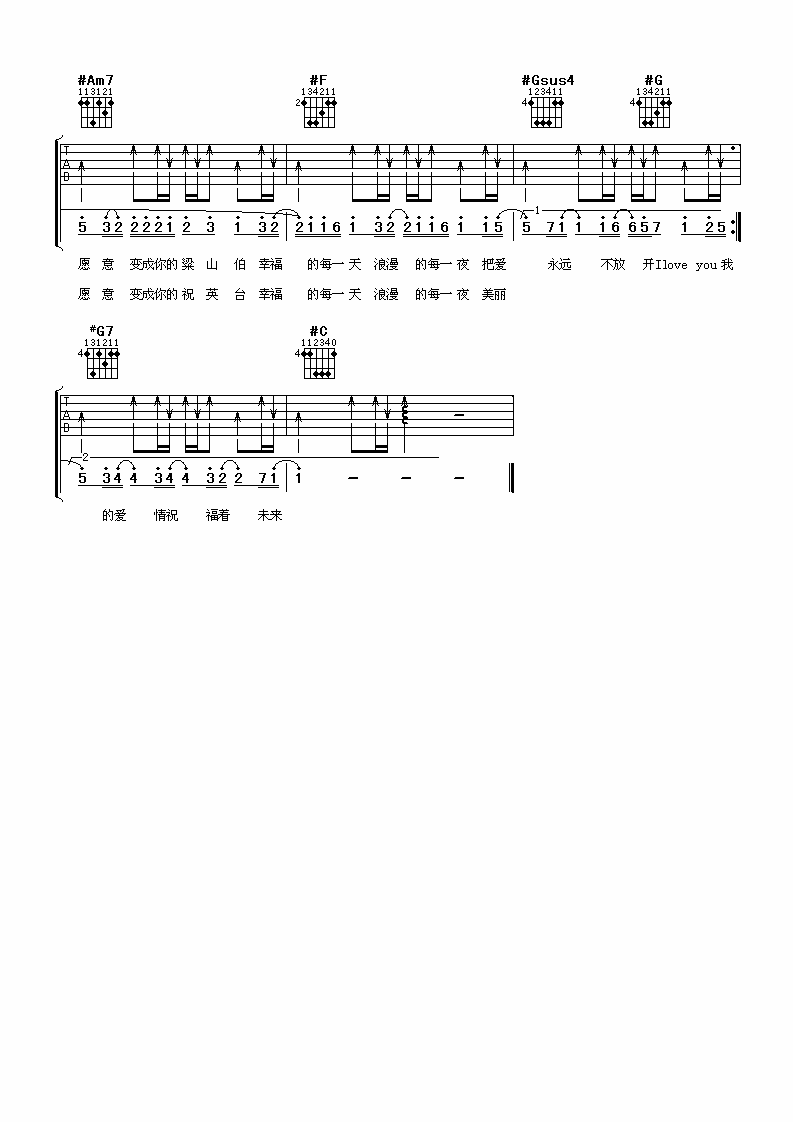 #Am7 #F #Gsus4 #G
113121 134211 123411 134211
2 4 4
T
A
B
1
5 32 2221 2 3 1 32 2116 1 32 2116 1 15 5 71 1 16 657 1 25
愿 意 变成你的 梁 山 伯 幸福 的每一 天 浪漫 的每一 夜 把爱 永远 不放 开Ilove you 我
愿 意 变成你的 祝 英 台 幸福 的每一 天 浪漫 的每一 夜 美丽
#G7 #C
131211 112340
4 4
T
A
B
2
5 34 4 34 4 32 2 71 1 - - -
的爱 情祝 福着 未来